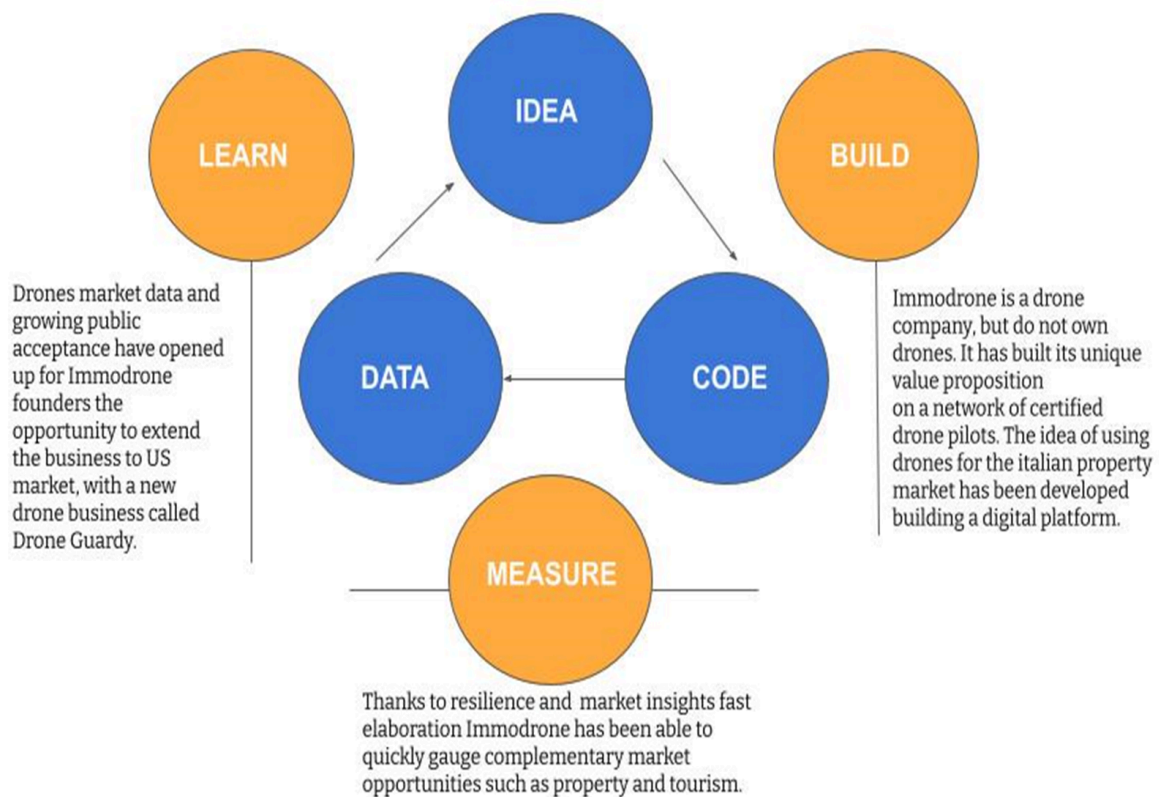 IDEA
LEARN
BUILD
DATA
CODE
Drones market data and
growing public
acceptance have opened
up for Immodrone
founders the
opportunity to extend
the business to US
market, with a new
drone business called
Drone Guardy.
Immodrone is a drone
company, but do not own
drones. It has built its unique
value proposition
on a network of certified
drone pilots. The idea of using
drones for the italian property
market has been developed
building a digital platform.
MEASURE
Thanks to resilience and market insights fast
elaboration Immodrone has been able to
quickly gauge complementary market
opportunities such as property and tourism.